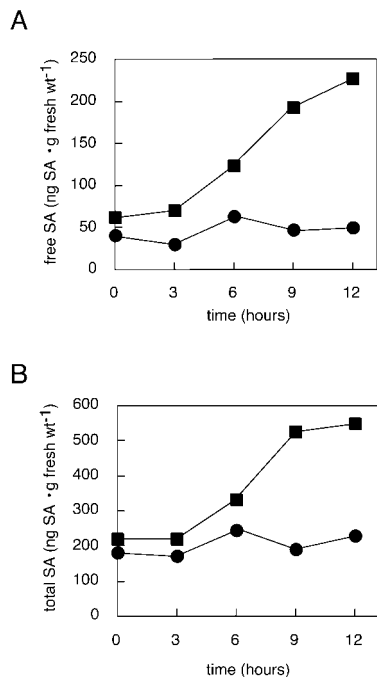 A
free SA (ng SA • g fresh wt-1)
250
200
150
100
50
0
0 3 6 9 12
time (hours)
B
total SA (ng SA • g fresh wt-1)
600
500
400
300
200
100
0
0 3 6 9 12
time (hours)